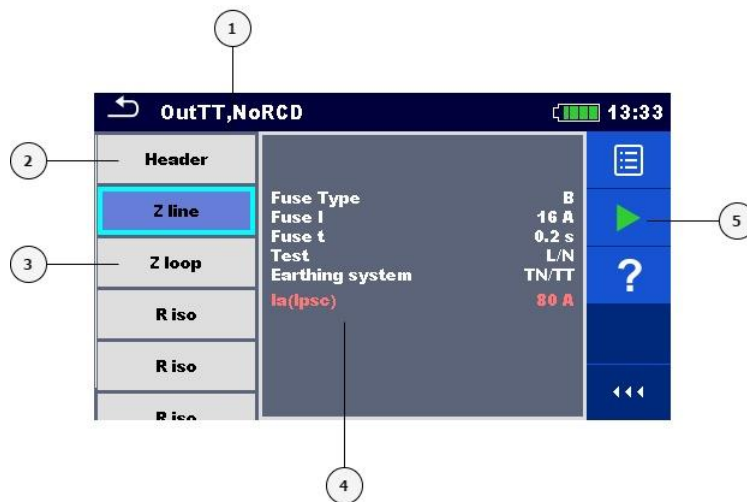 1
OutTT,NoRCD 13:33
2
Header
Z line
3
Z loop
R iso
R iso
R iso
Fuse Type B
Fuse I 16 A
Fuse t 0.2 s
Test L/N
Earthing system TN/TT
Ia(Ipsc) 80 A
?
5
4